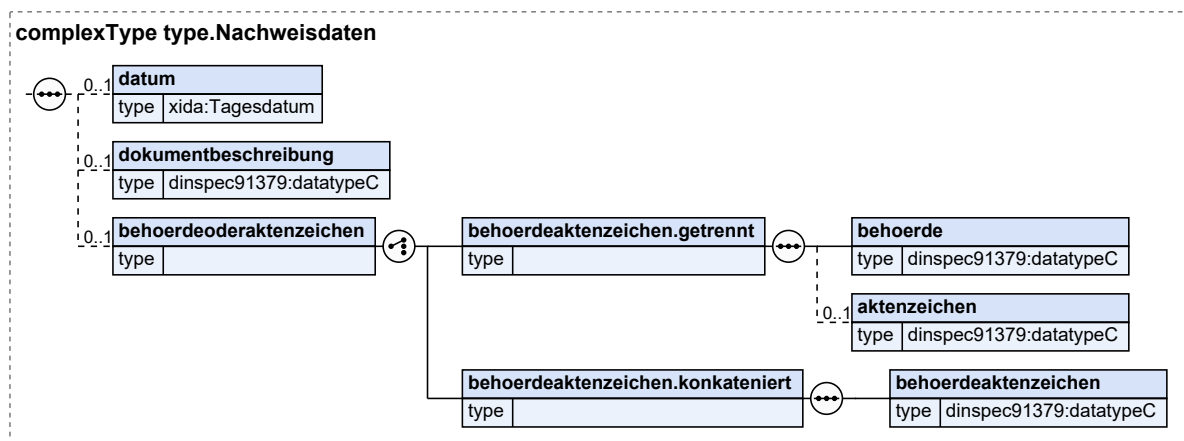 complexType type.Nachweisdaten
0..1 datum
type xida:Tagesdatum
0..1 dokumentbeschreibung
type dinspec91379:datatypeC
0..1 behoerdeoderaktenzeichen
type
behoerdeaktenzeichen.getrennt
type
behoerde
type dinspec91379:datatypeC
0..1 aktenzeichen
type dinspec91379:datatypeC
behoerdeaktenzeichen.konkateniert
type
behoerdeaktenzeichen
type dinspec91379:datatypeC